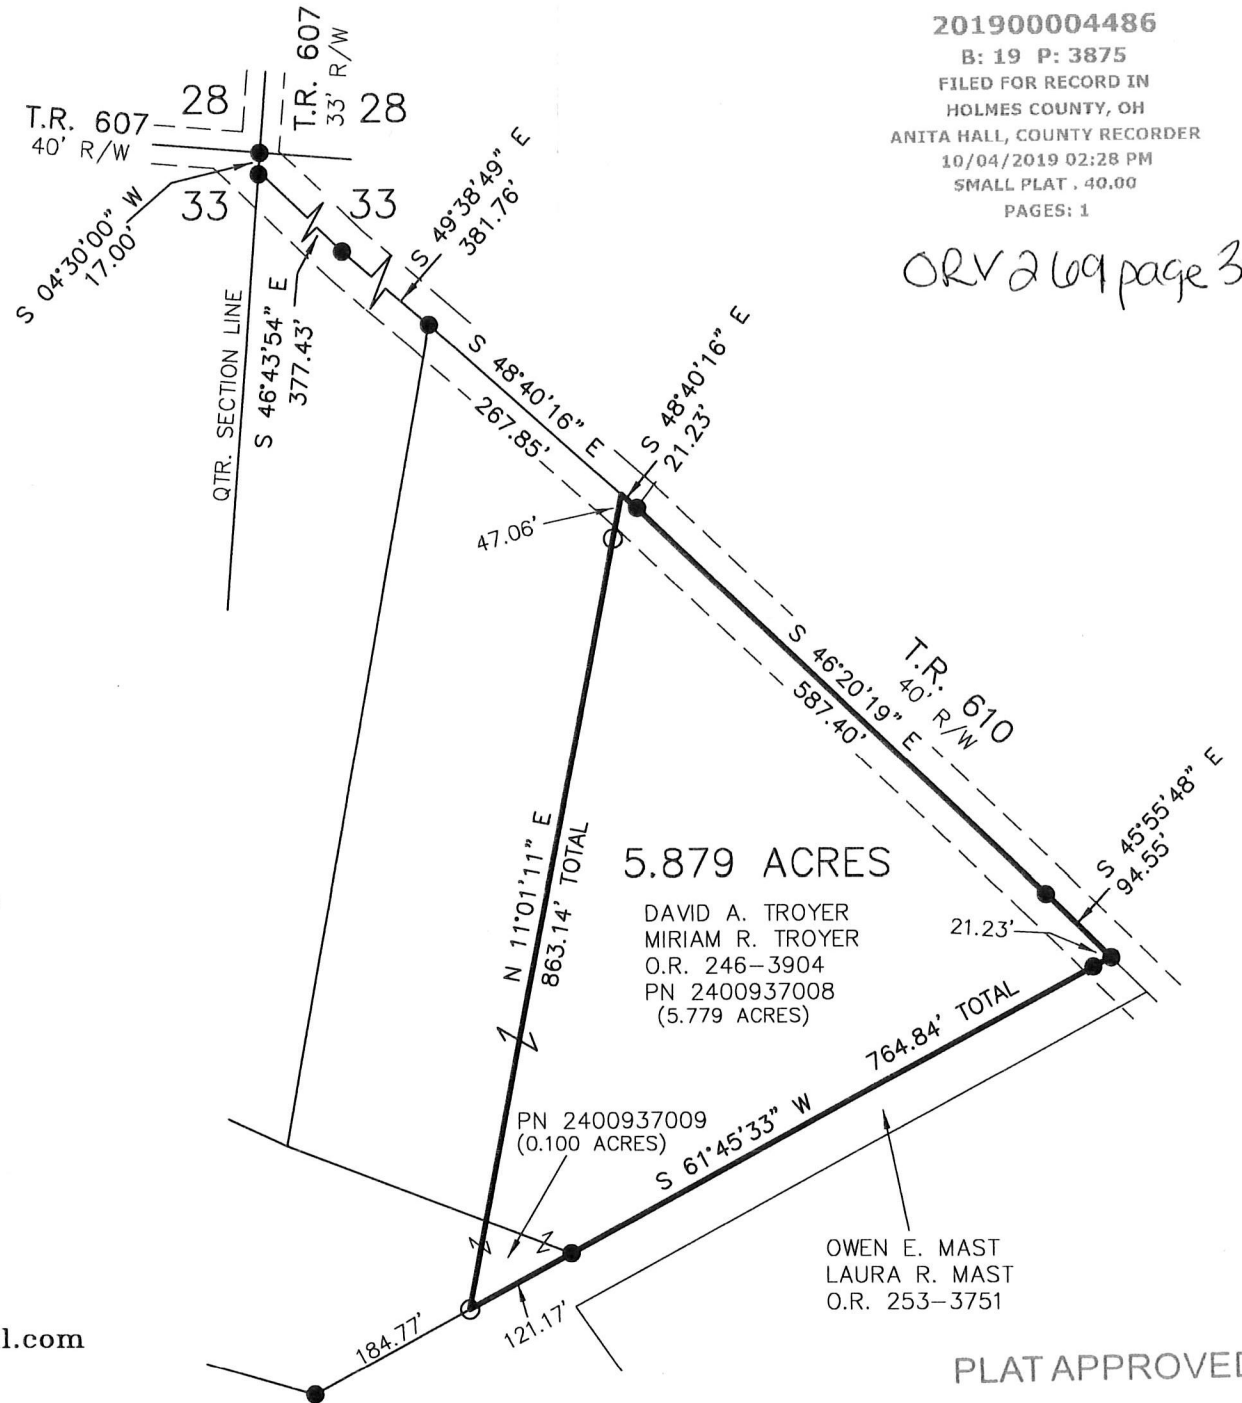 201900004486
B: 19 P: 3875
FILED FOR RECORD IN
HOLMES COUNTY, OH
ANITA HALL, COUNTY RECORDER
10/04/2019 02:28 PM
SMALL PLAT . 40.00
PAGES: 1
ORV 269 page 3
T.R. 607
40' R/W
28
T.R. 607
33' R/W
28
33
33
S 04°30'00" W
17.00'
QTR. SECTION LINE
S 46°43'54" E
377.43'
S 49°38'49" E
381.76'
S 48°40'16" E
267.85'
S 48°40'16" E
21.23'
47.06'
S 46°20'19" E
587.40'
T.R. 610
40' R/W
S 45°55'48" E
94.55'
21.23'
N 11°01'11" E
863.14' TOTAL
5.879 ACRES
DAVID A. TROYER
MIRIAM R. TROYER
O.R. 246-3904
PN 2400937008
(5.779 ACRES)
764.84' TOTAL
S 61°45'33" W
PN 2400937009
(0.100 ACRES)
OWEN E. MAST
LAURA R. MAST
O.R. 253-3751
121.17'
184.77'
l.com
PLAT APPROVED